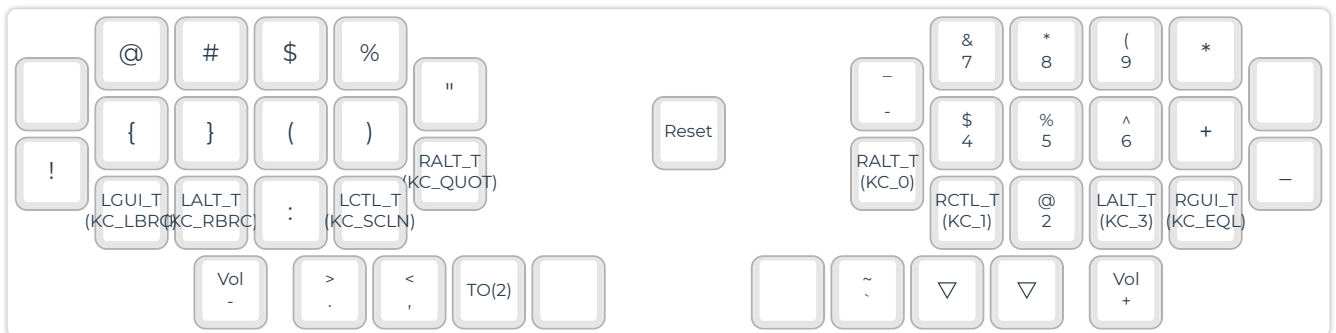 @ # $ % & * ( *
7 8 9
" _
-
{ } ( ) Reset $ % ^ +
4 5 6
! RALT_T RALT_T _
(KC_QUOT) (KC_0)
LGUI_T LALT_T : LCTL_T RCTL_T @ LALT_T RGUI_T
(KC_LBRC) (KC_RBRC) (KC_SCLN) (KC_1) 2 (KC_3) (KC_EQL)
Vol > < TO(2) ~ ▽ ▽ Vol
- . , ` +